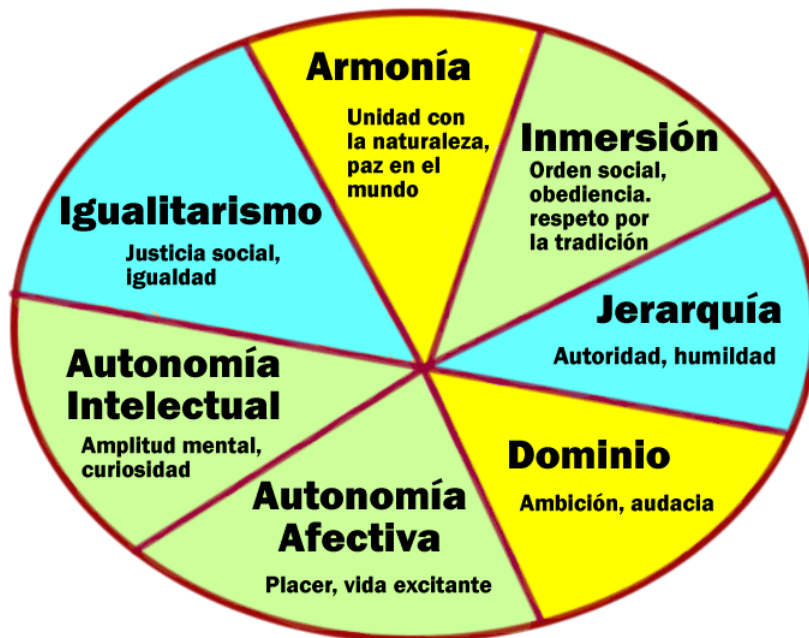 Armonía
Unidad con
la naturaleza,
paz en el
mundo
Inmersión
Orden social,
obediencia.
respeto por
la tradición
Jerarquía
Autoridad, humildad
Dominio
Ambición, audacia
Autonomía
Afectiva
Placer, vida excitante
Autonomía
Intelectual
Amplitud mental,
curiosidad
Igualitarismo
Justicia social,
igualdad